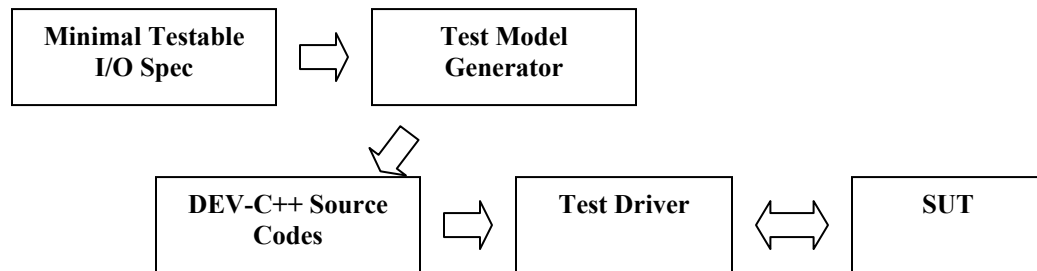 Minimal Testable
I/O Spec
Test Model
Generator
DEV-C++ Source
Codes
Test Driver
SUT